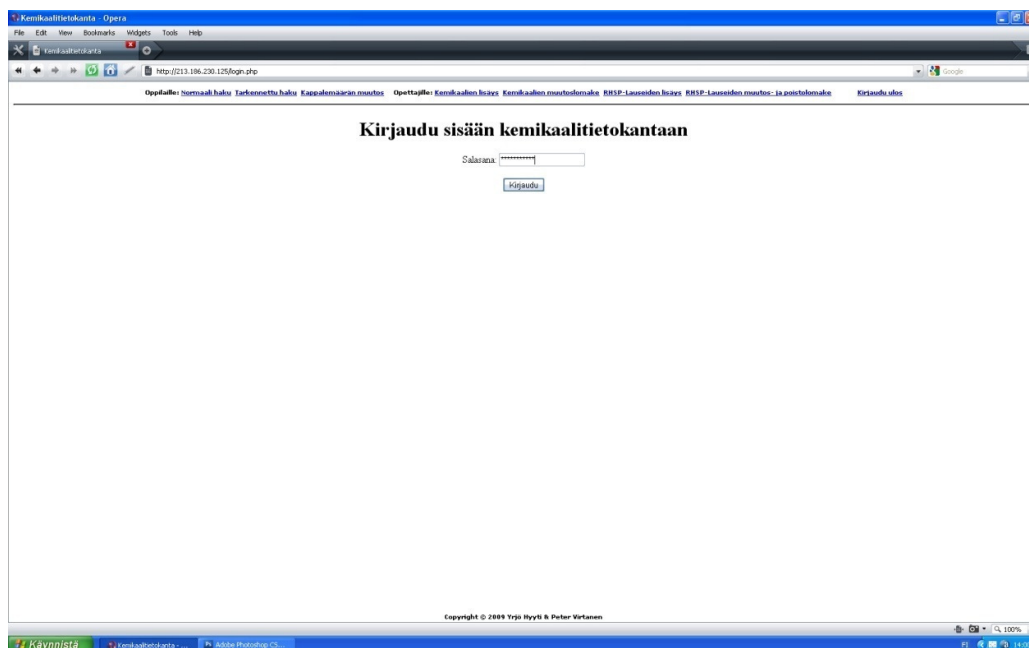 Kemikaalitietokanta - Opera
File Edit View Bookmarks Widgets Tools Help
Kemikaalitietokanta
http://213.186.230.125/login.php
Google
Oppilaille: Normaali haku Tarkennettu haku Kappalemäärän muutos Opettajille: Kemikaalien lisäys Kemikaalien muutoslomake RHSP-Lauseiden lisäys RHSP-Lauseiden muutos- ja poistolomake Kirjaudu ulos
Kirjaudu sisään kemikaalitietokantaan
Salasana: ***********
Kirjaudu
Copyright © 2009 Yrjö Hyyti & Peter Virtanen
100%
Käynnistä Kemikaalitietokanta - ... Adobe Photoshop CS... FI